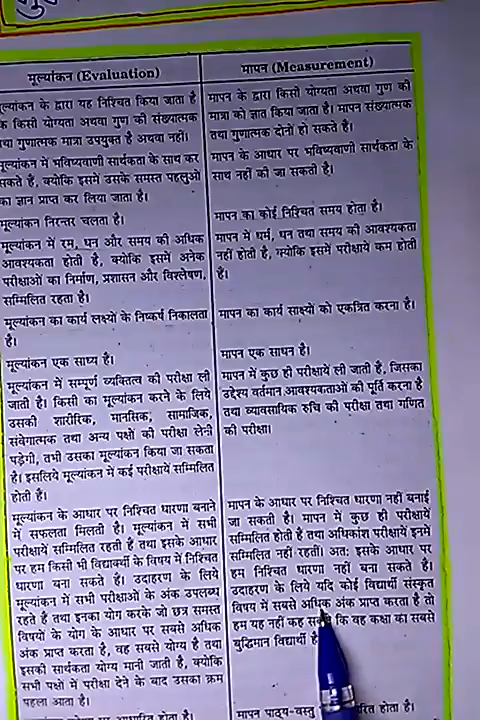 मूल्यांकन (Evaluation)
ूल्यांकन के द्वारा यह निश्चित किया जाता है
के किसी योग्यता अथवा गुण की संख्यात्मक
तथा गुणात्मक मात्रा उपयुक्त है अथवा नहीं।
मूल्यांकन में भविष्यवाणी सार्थकता के साथ कर
सकते हैं, क्योंकि इसमें उसके समस्त पहलुओ
का ज्ञान प्राप्त कर लिया जाता है।
मूल्यांकन निरन्तर चलता है।
मूल्यांकन में रम, धन और समय की अधिक
आवश्यकता होती है, क्योंकि इसमें अनेक
परीक्षाओं का निर्माण, प्रशासन और विश्लेषण,
सम्मिलित रहता है।
मूल्यांकन का कार्य लक्ष्यों के निष्कर्ष निकालता
है।
मूल्यांकन एक साध्य है।
मूल्यांकन में सम्पूर्ण व्यक्तित्व की परीक्षा ली
जाती है। किसी का मूल्यांकन करने के लिये
उसकी शारीरिक, मानसिक, सामाजिक,
संवेगात्मक तथा अन्य पक्षों की परीक्षा लेनी
पड़ेगी, तभी उसका मूल्यांकन किया जा सकता
है। इसलिये मूल्यांकन में कई परीक्षायें सम्मिलित
होती हैं।
मूल्यांकन के आधार पर निश्चित धारणा बनाने
में सफलता मिलती है। मूल्यांकन में सभी
परीक्षायें सम्मिलित रहती है तथा इसके आधार
पर हम किसी भी विद्यार्थी के विषय में निश्चित
धारणा बना सकते हैं। उदाहरण के लिये
मूल्यांकन में सभी परीक्षाओं के अंक उपलब्ध
रहते हैं तथा इनका योग करके जो छत्र समस्त
विषयों के योग के आधार पर सबसे अधिक
अंक प्राप्त करता है, वह सबसे योग्य है तथा
इसकी सार्थकता योग्य मानी जाती है, क्योंकि
सभी पक्षों में परीक्षा देने के बाद उसका क्रम
पहला आता है।
मापन (Measurement)
मापन के द्वारा किसी योग्यता अथवा गुण की
मात्रा को ज्ञात किया जाता है। मापन संख्यात्मक
तथा गुणात्मक दोनो हो सकते है।
मापन के आधार पर भविष्यवाणी सार्थकता के
साथ नहीं की जा सकती है।
मापन का कोई निश्चित समय होता है।
मापन में धर्म, धन तथा समय की आवश्यकता
नहीं होती है, क्योकि इसमें परीक्षाये कम होती
हैं।
मापन का कार्य साक्ष्यों को एकत्रित करना है।
मापन एक साधन है।
मापन में कुछ ही परीक्षायें ली जाती है, जिसका
उद्देश्य वर्तमान आवश्यकताओं की पूर्ति करना है
तथा व्यावसायिक रुचि की परीक्षा तथा गणित
की परीक्षा।
मापन के आधार पर निश्चित धारणा नहीं बनाई
जा सकती है। मापन में कुछ ही परीक्षायें
सम्मिलित होती है तथा अधिकांश परीक्षायें इनमें
सम्मिलित नहीं रहतीं। अतः इसके आधार पर
हम निश्चित धारणा नहीं बना सकते है।
उदाहरण के लिये यदि कोई विद्यार्थी संस्कृत
विषय में सबसे अधिक अंक प्राप्त करता है तो
हम यह नहीं कह कि वह कक्षा का सबसे
बुद्धिमान विद्यार्थी है
मापन पाठ्य-वस्तु होता है।